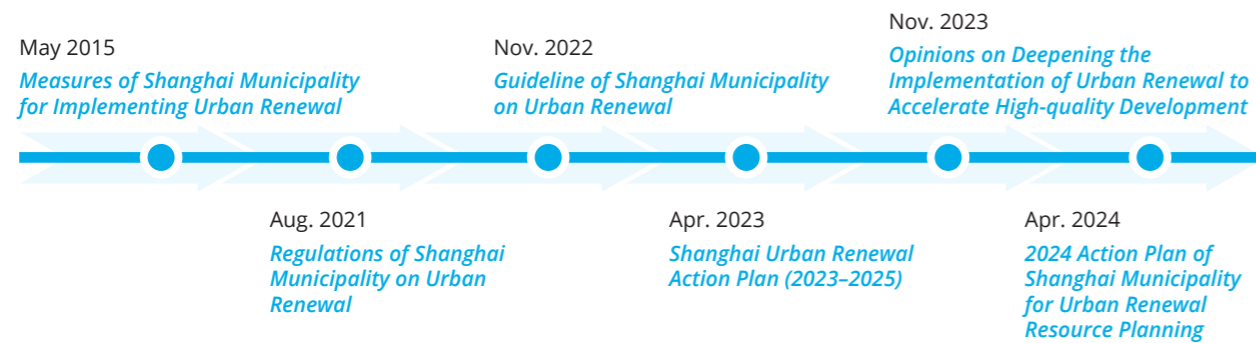 May 2015
Measures of Shanghai Municipality
for Implementing Urban Renewal
Aug. 2021
Regulations of Shanghai
Municipality on Urban
Renewal
Nov. 2022
Guideline of Shanghai Municipality
on Urban Renewal
Apr. 2023
Shanghai Urban Renewal
Action Plan (2023–2025)
Nov. 2023
Opinions on Deepening the
Implementation of Urban Renewal to
Accelerate High-quality Development
Apr. 2024
2024 Action Plan of
Shanghai Municipality
for Urban Renewal
Resource Planning